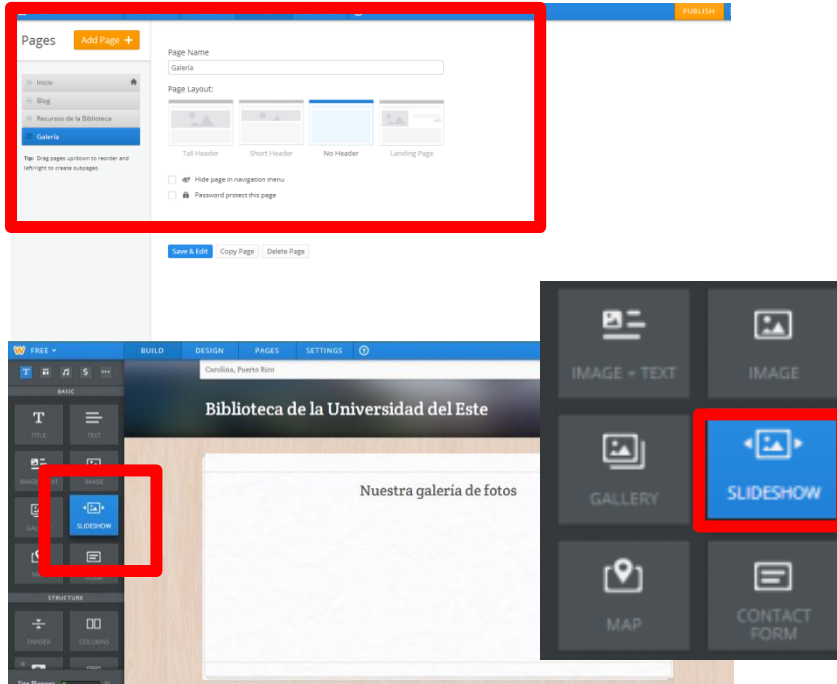 PUBLISH
Pages
Add Page +
Page Name
Galería
Inicio
Page Layout:
Blog
Recursos de la Biblioteca
Galería
Tall Header
Short Header
No Header
Landing Page
Tip: Drag pages up/down to reorder and
left/right to create subpages.
Hide page in navigation menu
Password protect this page
Save & Edit
Copy Page
Delete Page
FREE
BUILD
DESIGN
PAGES
SETTINGS
?
Carolina, Puerto Rico
BASIC
Biblioteca de la Universidad del Este
TITLE
TEXT
IMAGE
Nuestra galería de fotos
SLIDESHOW
STRUCTURE
DIVIDER
COLUMNS
Site Planner
IMAGE + TEXT
IMAGE
GALLERY
SLIDESHOW
MAP
CONTACT
FORM